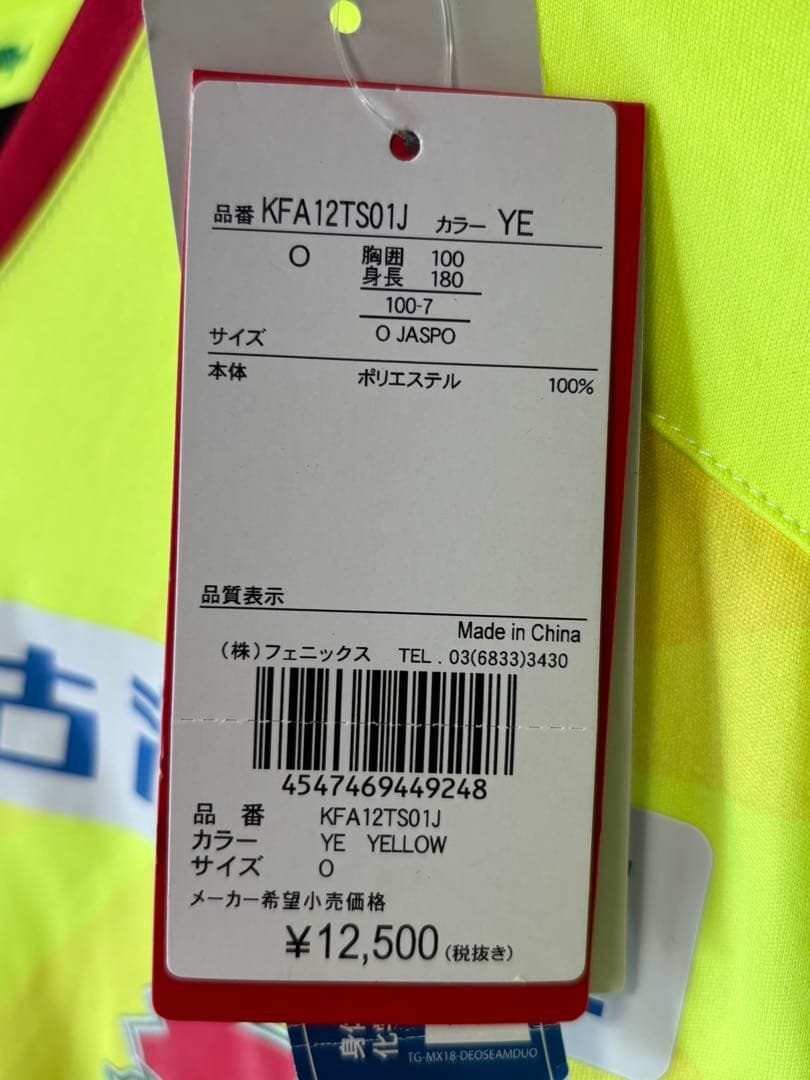 品番 KFA12TS01J カラー YE
O 胸囲 100
身長 180
100-7
サイズ O JASPO
本体 ポリエステル 100%
品質表示
Made in China
(株)フェニックス TEL . 03(6833)3430
4547469449248
品 番 KFA12TS01J
カラー YE YELLOW
サイズ O
メーカー希望小売価格
¥12,500(税抜き)
古
TG-MX18-DEOSEAMDUO